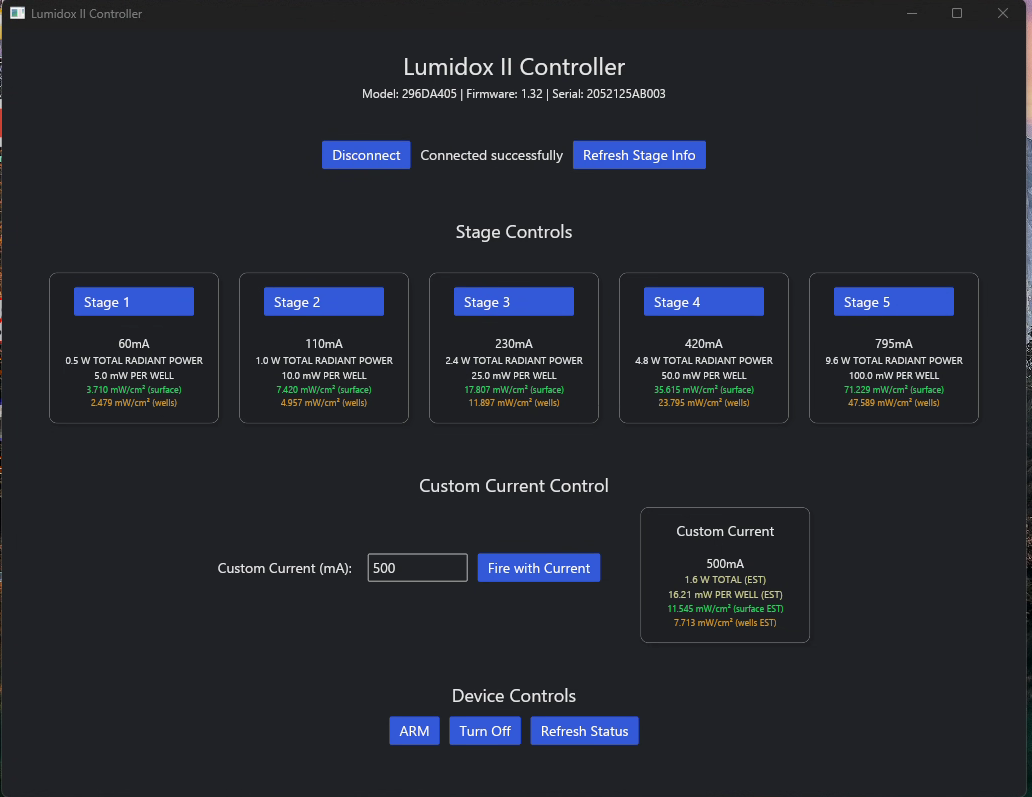 Lumidox II Controller
Lumidox II Controller
Model: 296DA405 | Firmware: 1.32 | Serial: 2052125AB003
Disconnect Connected successfully Refresh Stage Info
Stage Controls
Stage 1
60mA
0.5 W TOTAL RADIANT POWER
5.0 mW PER WELL
3.710 mW/cm² (surface)
2.479 mW/cm² (wells)
Stage 2
110mA
1.0 W TOTAL RADIANT POWER
10.0 mW PER WELL
7.420 mW/cm² (surface)
4.957 mW/cm² (wells)
Stage 3
230mA
2.4 W TOTAL RADIANT POWER
25.0 mW PER WELL
17.807 mW/cm² (surface)
11.897 mW/cm² (wells)
Stage 4
420mA
4.8 W TOTAL RADIANT POWER
50.0 mW PER WELL
35.615 mW/cm² (surface)
23.795 mW/cm² (wells)
Stage 5
795mA
9.6 W TOTAL RADIANT POWER
100.0 mW PER WELL
71.229 mW/cm² (surface)
47.589 mW/cm² (wells)
Custom Current Control
Custom Current (mA): 500 Fire with Current
Custom Current
500mA
1.6 W TOTAL (EST)
16.21 mW PER WELL (EST)
11.545 mW/cm² (surface EST)
7.713 mW/cm² (wells EST)
Device Controls
ARM Turn Off Refresh Status